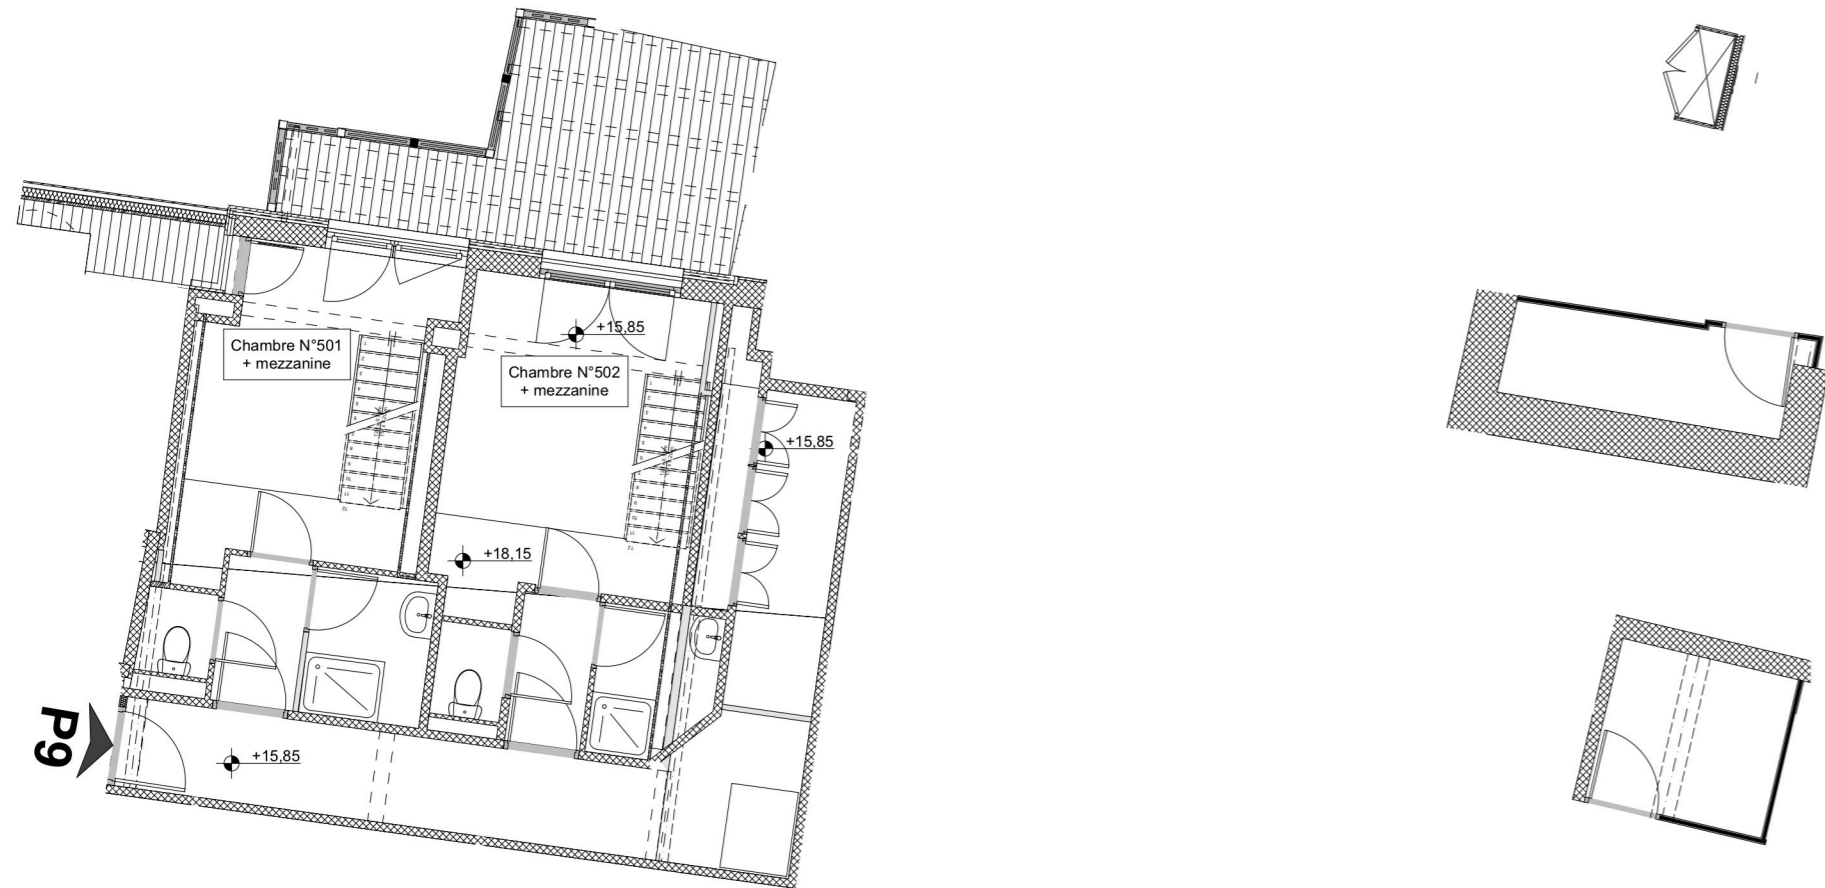 +15,85
Chambre N°501
+ mezzanine
Chambre N°502
+ mezzanine
+15,85
+18,15
P9
+15,85